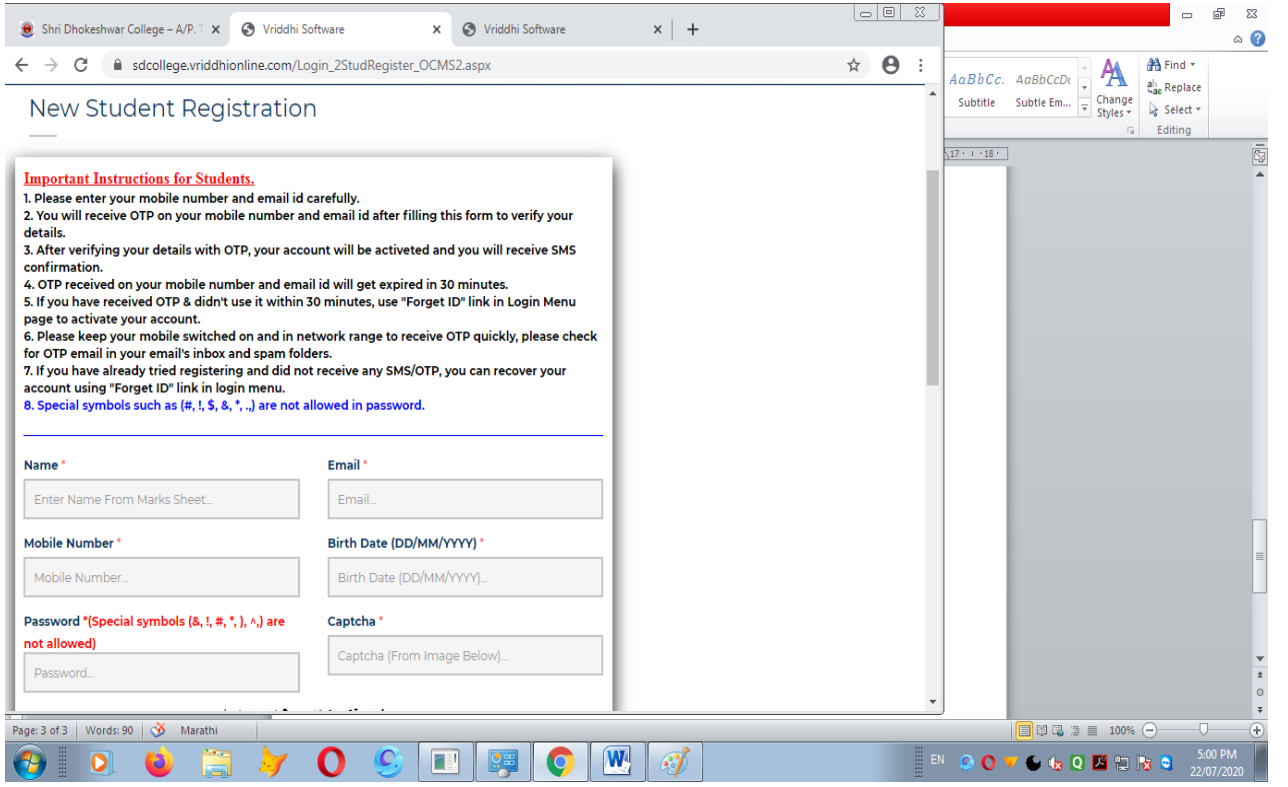 Shri Dhokeshwar College – A/P. T
Vriddhi Software
Vriddhi Software
sdcollege.vriddhionline.com/Login_2StudRegister_OCMS2.aspx
New Student Registration
Important Instructions for Students.
1. Please enter your mobile number and email id carefully.
2. You will receive OTP on your mobile number and email id after filling this form to verify your
details.
3. After verifying your details with OTP, your account will be activeted and you will receive SMS
confirmation.
4. OTP received on your mobile number and email id will get expired in 30 minutes.
5. If you have received OTP & didn't use it within 30 minutes, use "Forget ID" link in Login Menu
page to activate your account.
6. Please keep your mobile switched on and in network range to receive OTP quickly, please check
for OTP email in your email's inbox and spam folders.
7. If you have already tried registering and did not receive any SMS/OTP, you can recover your
account using "Forget ID" link in login menu.
8. Special symbols such as (#, !, $, &, *, .,) are not allowed in password.
Name *
Email *
Enter Name From Marks Sheet...
Email...
Mobile Number *
Birth Date (DD/MM/YYYY) *
Mobile Number...
Birth Date (DD/MM/YYYY)...
Password *(Special symbols (&, !, #, *, ), ^,) are
not allowed)
Captcha *
Password...
Captcha (From Image Below)...
AaBbCc. AaBbCcDc
Subtitle Subtle Em...
Change
Styles
Find
Replace
Select
Editing
17 18
Page: 3 of 3 Words: 90 Marathi
100%
EN
5:00 PM
22/07/2020